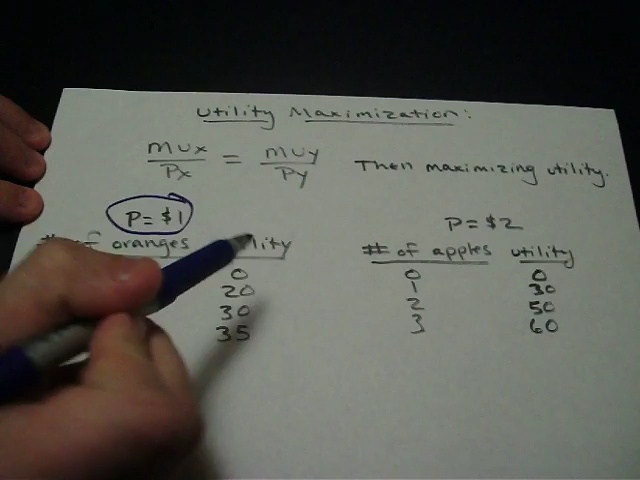 Utility Maximization:
MUx/Px = MUy/Py Then maximizing utility.
P=$1 P=$2
oranges # of apples utility
0 0 0
20 1 30
30 2 50
35 3 60